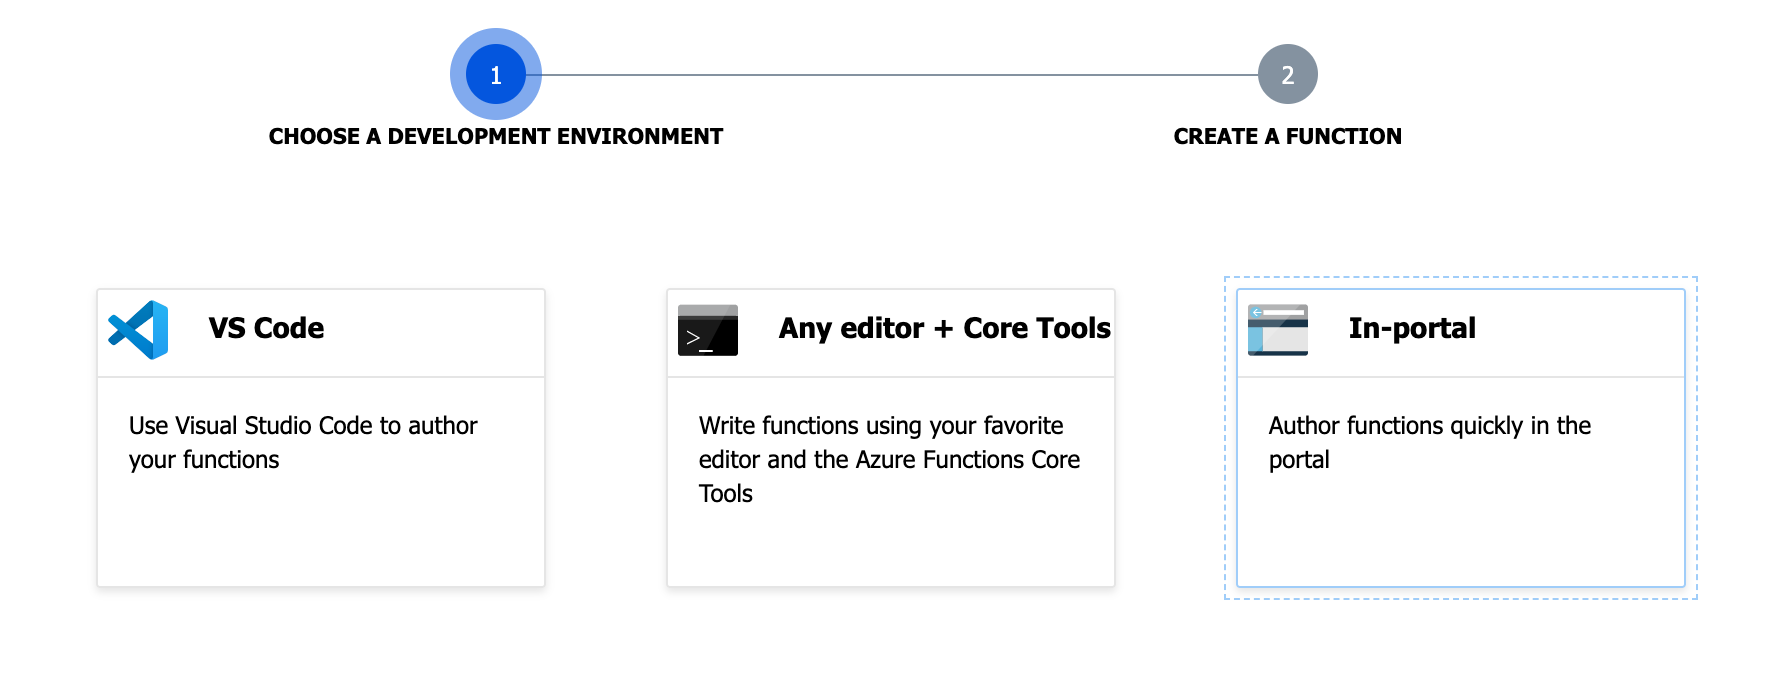 1
2
CHOOSE A DEVELOPMENT ENVIRONMENT
CREATE A FUNCTION
VS Code
Use Visual Studio Code to author
your functions
>_
Any editor + Core Tools
Write functions using your favorite
editor and the Azure Functions Core
Tools
In-portal
Author functions quickly in the
portal